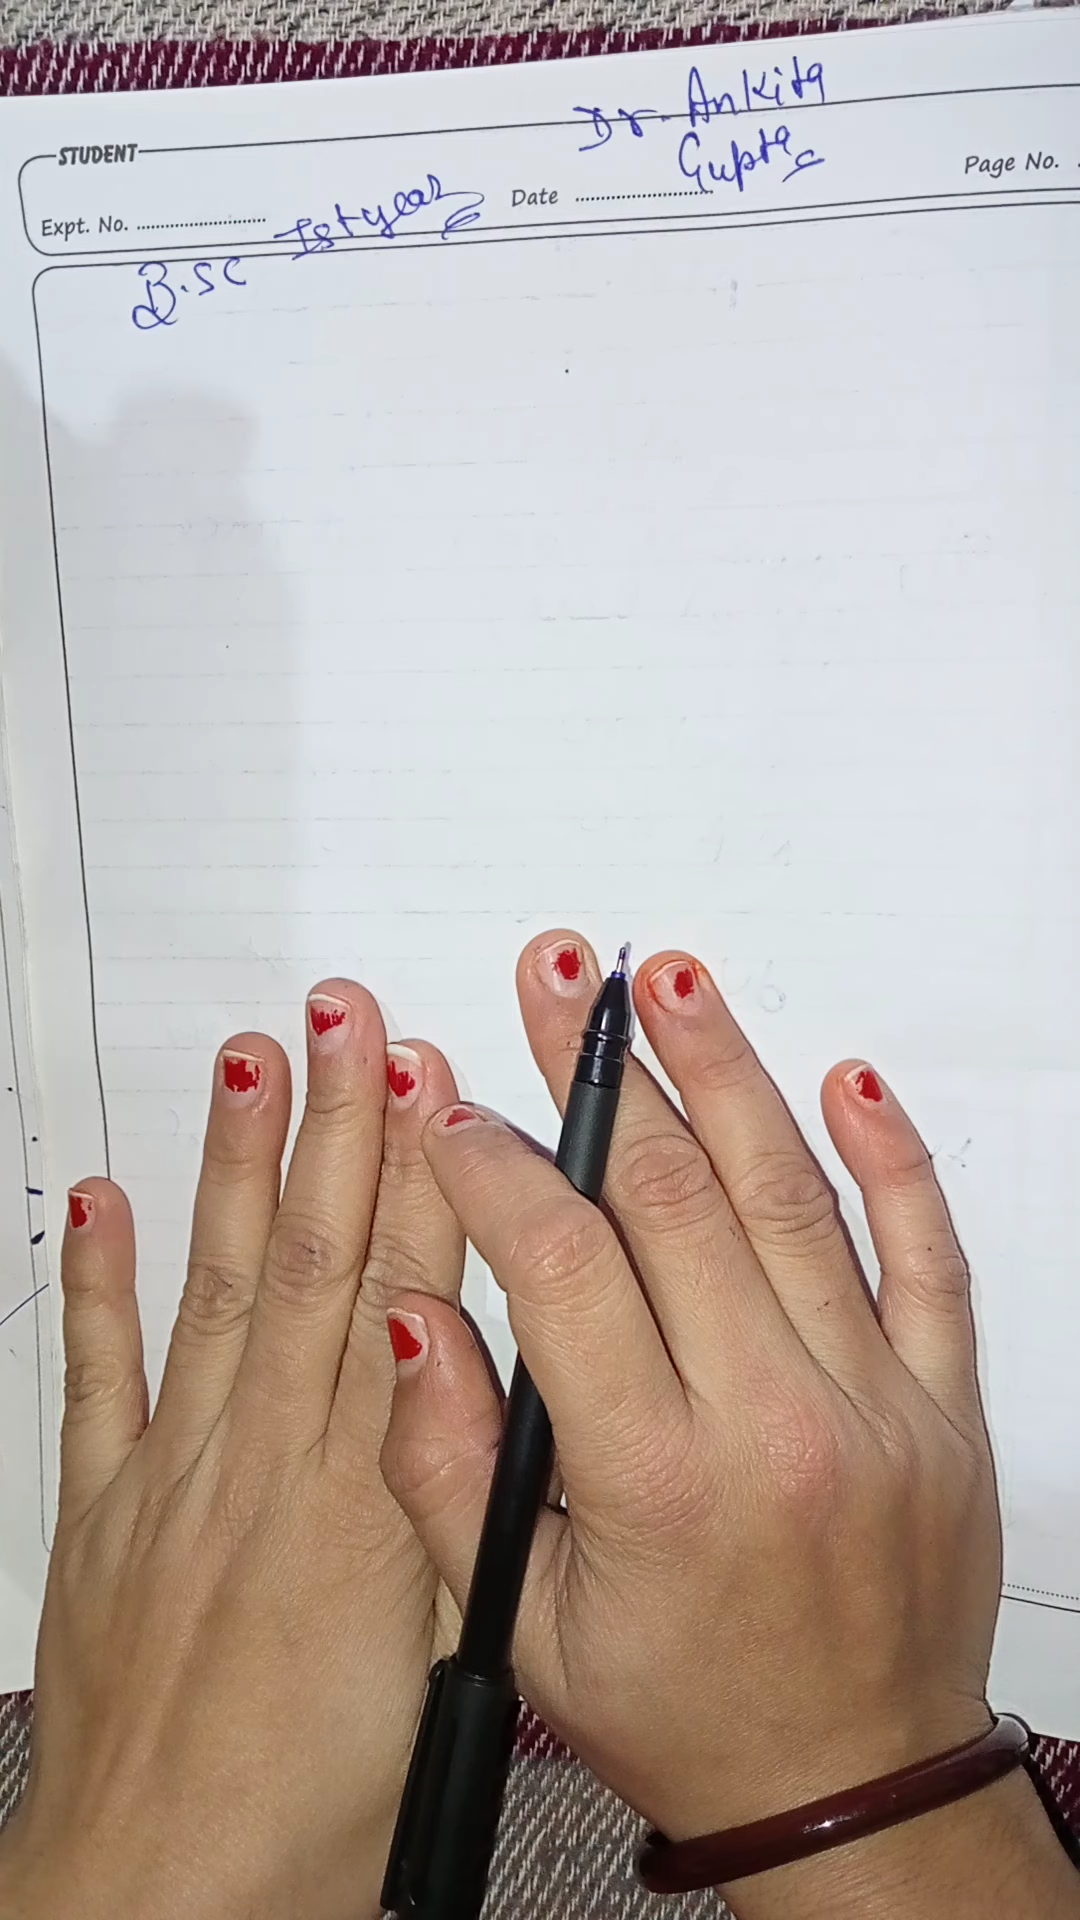 Dr. Ankita
Gupta
STUDENT
Page No.
Expt. No. Ist year Date
B.SC